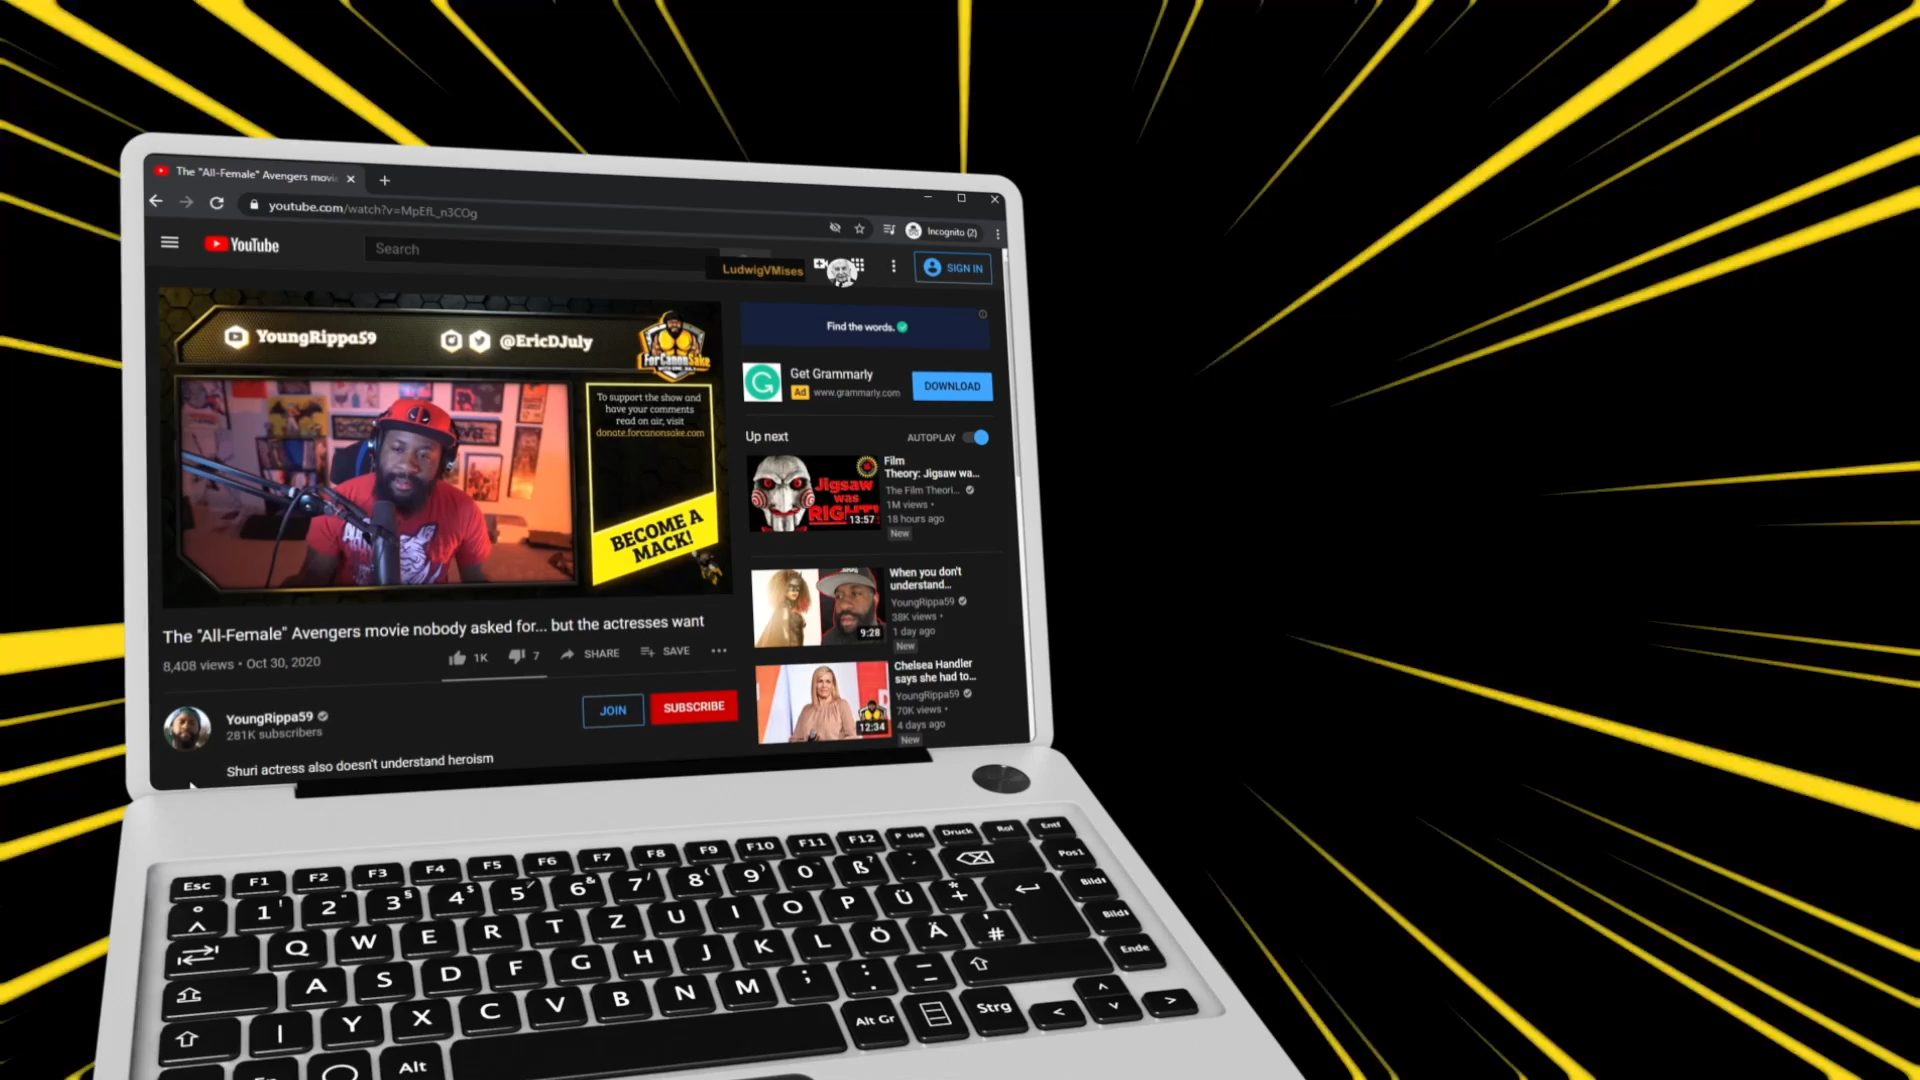 The "All-Female" Avengers movi
youtube.com/watch?v=MpEfL_n3COg
Incognito (2)
YouTube
Search
LudwigVMises
SIGN IN
YoungRippa59
@EricDJuly
ForCanonSake
To support the show and
have your comments
read on air, visit
donate.forcanonsake.com
BECOME A
MACK!
Find the words.
Get Grammarly
Ad www.grammarly.com
DOWNLOAD
Up next
AUTOPLAY
Jigsaw
was
RIGHT!
13:57
Film
Theory: Jigsaw wa...
The Film Theori...
1M views •
18 hours ago
New
9:28
When you don't
understand...
YoungRippa59
38K views •
1 day ago
New
12:34
Chelsea Handler
says she had to...
YoungRippa59
70K views •
4 days ago
New
The "All-Female" Avengers movie nobody asked for... but the actresses want
8,408 views • Oct 30, 2020
1K 7 SHARE SAVE
YoungRippa59
281K subscribers
JOIN
SUBSCRIBE
Shuri actress also doesn't understand heroism
Esc F1 F2 F3 F4 F5 F6 F7 F8 F9 F10 F11 F12 P use Druck Rol Entf
1 2 3 § 4 $ 5 6 & 7 / 8 ( 9 ) 0 ß ? Pos1
Q W E R T Z U I O P Ü * + Bild
A S D F G H J K L Ö Ä ' # Bild
Y X C V B N M ; : _ Ende
Alt Alt Gr Strg < ^ v >